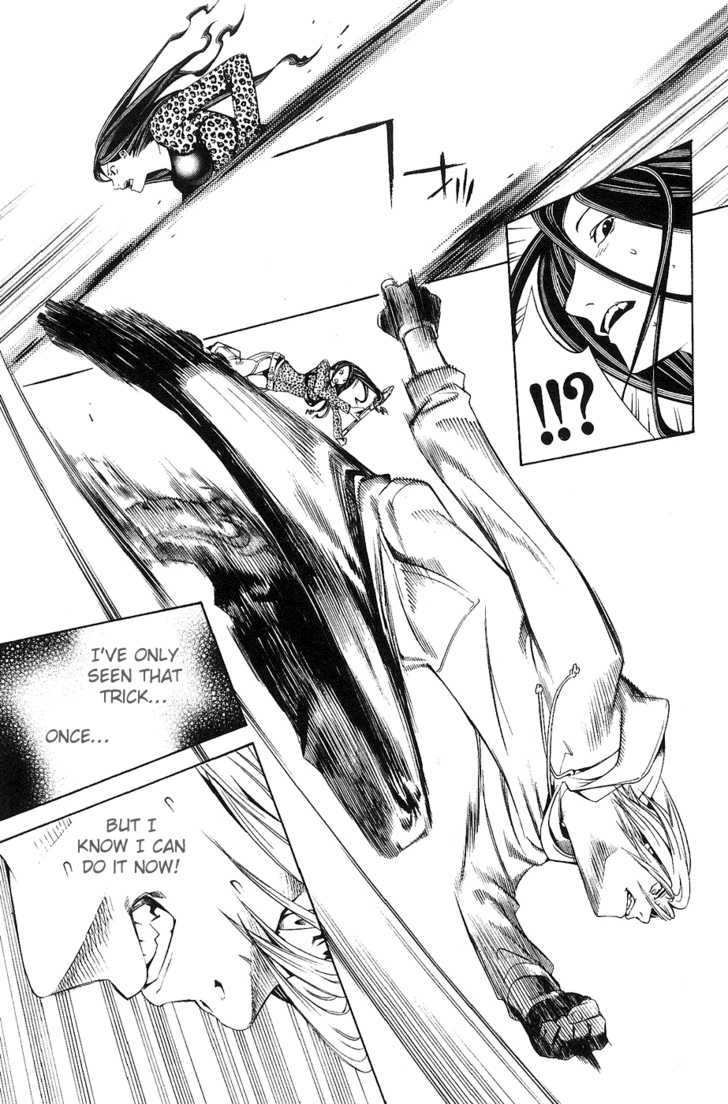 !!?
I'VE ONLY
SEEN THAT
TRICK...
ONCE...
BUT I
KNOW I CAN
DO IT NOW!